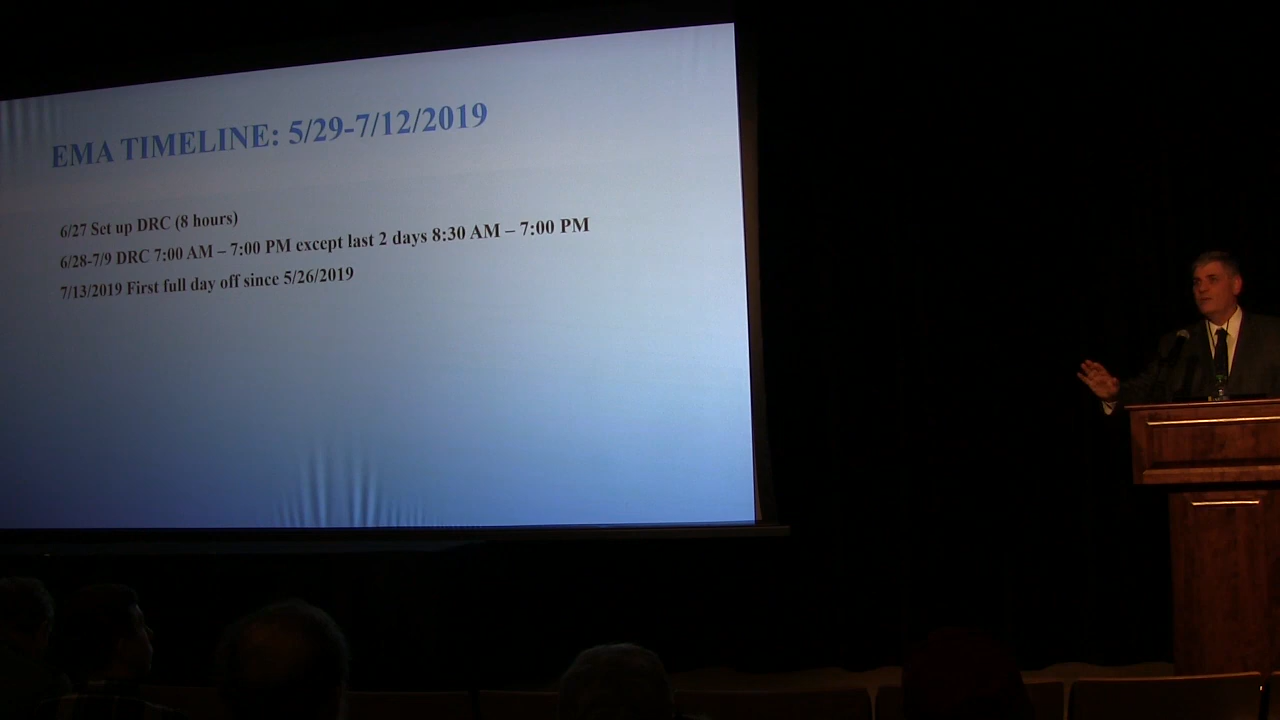 EMA TIMELINE: 5/29-7/12/2019
6/27 Set up DRC (8 hours)
6/28-7/9 DRC 7:00 AM – 7:00 PM except last 2 days 8:30 AM – 7:00 PM
7/13/2019 First full day off since 5/26/2019